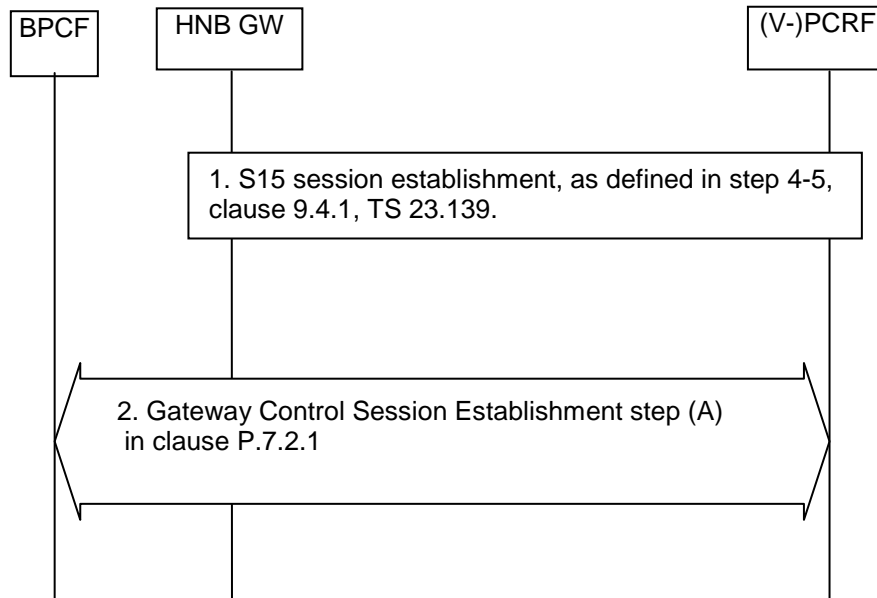 BPCF
HNB GW
(V-)PCRF
1. S15 session establishment, as defined in step 4-5,
clause 9.4.1, TS 23.139.
2. Gateway Control Session Establishment step (A)
in clause P.7.2.1